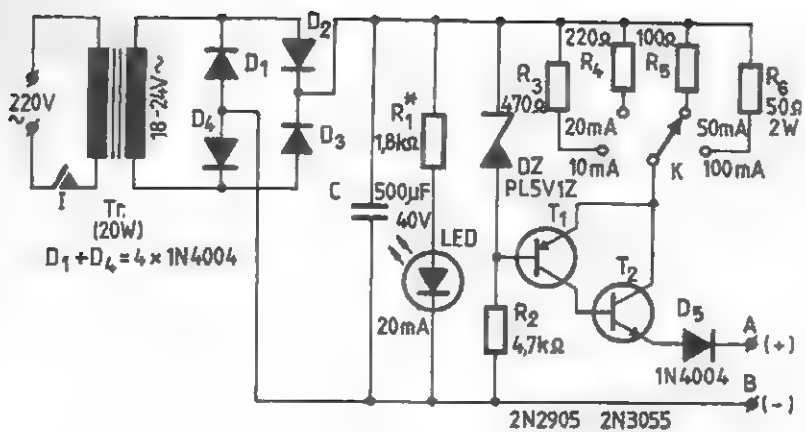 220V
~
I
Tr.
(20W)
18-24V~
D1
D2
D4
D3
D1+D4=4×1N4004
C
500µF
40V
R1*
1,8kΩ
LED
20mA
DZ
PL5V1Z
R2
4,7kΩ
R3
470Ω
220Ω
R4
100Ω
R5
R6
50Ω
2W
20mA
10mA
50mA
100mA
K
T1
T2
D5
1N4004
A
(+)
B
(-)
2N2905 2N3055